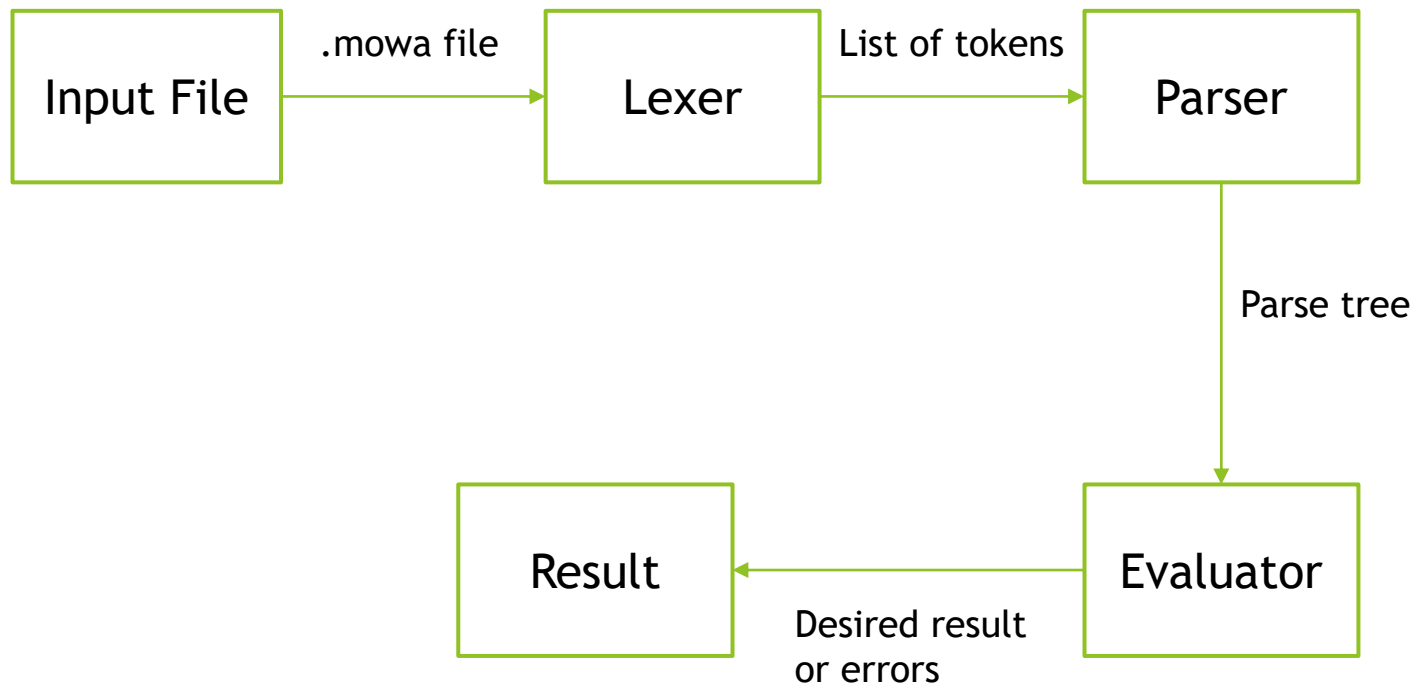 .mowa file
List of tokens
Input File
Lexer
Parser
Parse tree
Result
Evaluator
Desired result
or errors